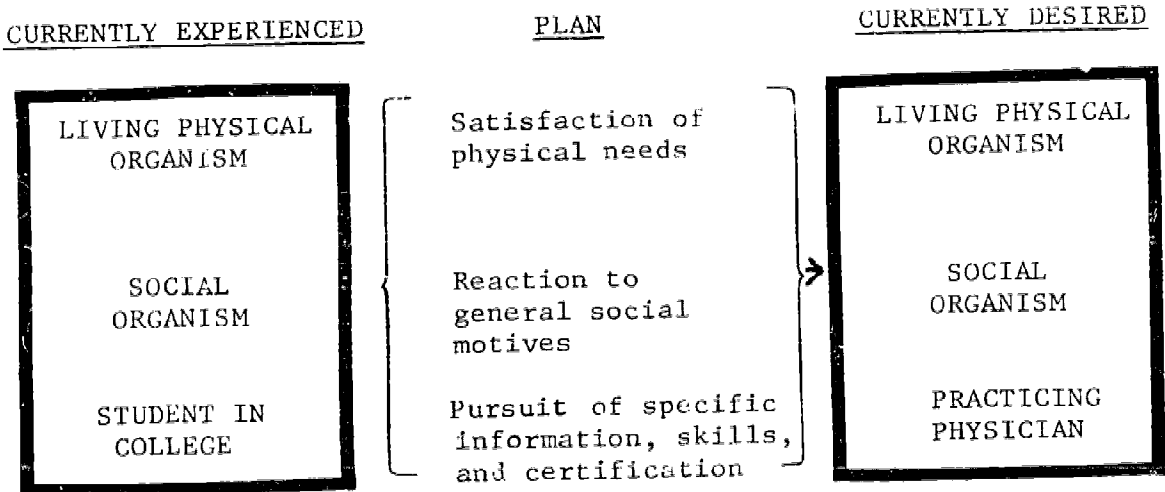 CURRENTLY EXPERIENCED
PLAN
CURRENTLY DESIRED
LIVING PHYSICAL
ORGANISM
SOCIAL
ORGANISM
STUDENT IN
COLLEGE
Satisfaction of
physical needs
Reaction to
general social
motives
Pursuit of specific
information, skills,
and certification
LIVING PHYSICAL
ORGANISM
SOCIAL
ORGANISM
PRACTICING
PHYSICIAN